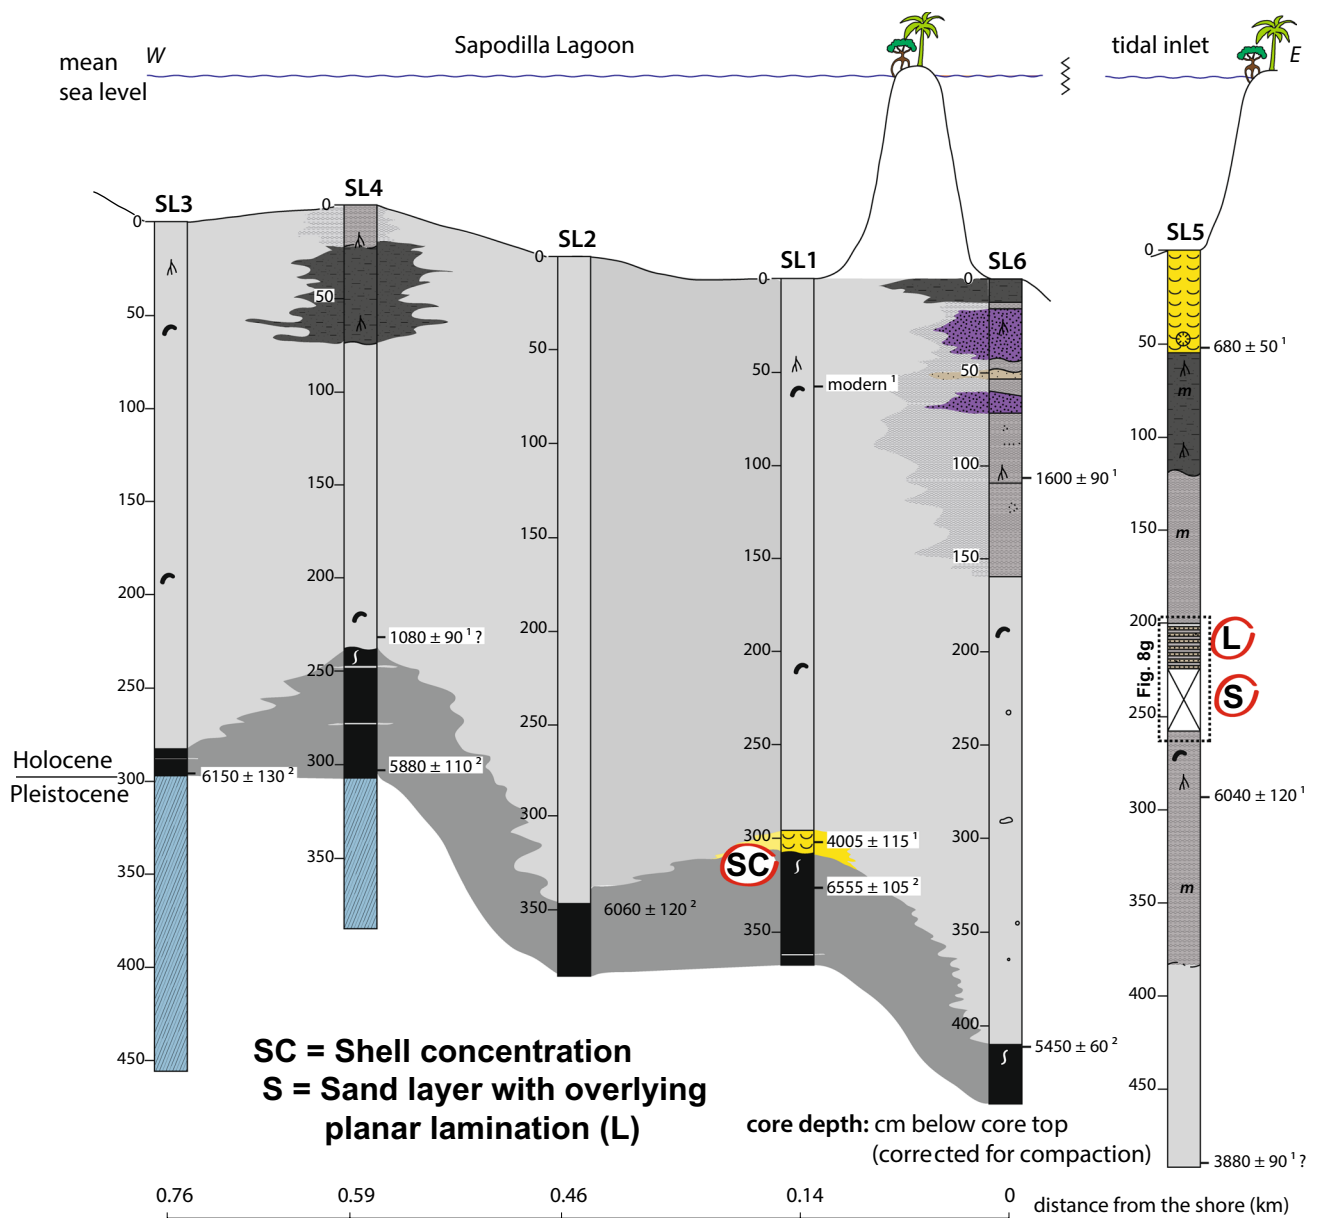 mean
sea level
W
Sapodilla Lagoon
tidal inlet
E
SL3
0
50
100
150
200
250
300
350
400
450
6150 ± 130 ²
SL4
0
50
100
150
200
250
300
350
1080 ± 90 ¹ ?
5880 ± 110 ²
SL2
0
50
100
150
200
250
300
350
6060 ± 120 ²
SL1
0
50
100
150
200
250
300
350
modern ¹
4005 ± 115 ¹
6555 ± 105 ²
SC
SL6
0
50
100
150
200
250
300
350
400
1600 ± 90 ¹
5450 ± 60 ²
SL5
0
50
100
150
200
250
300
350
400
450
680 ± 50 ¹
m
m
m
Fig. 8g
L
S
6040 ± 120 ¹
3880 ± 90 ¹ ?
Holocene
Pleistocene
SC = Shell concentration
S = Sand layer with overlying
planar lamination (L)
core depth: cm below core top
(corrected for compaction)
0.76
0.59
0.46
0.14
0
distance from the shore (km)